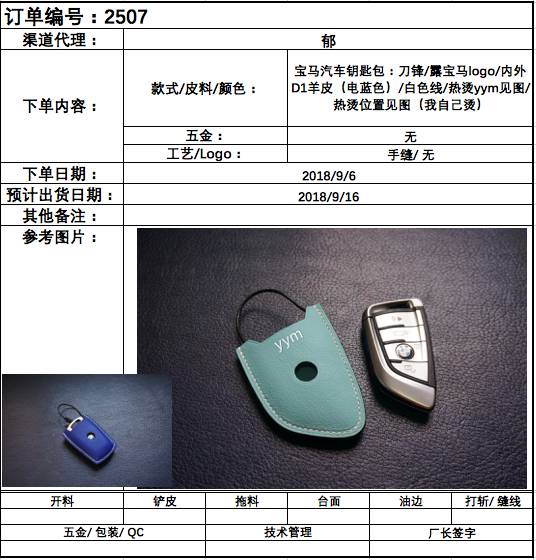 订单编号：2507
渠道代理：
郁
下单内容：
款式/皮料/颜色：
宝马汽车钥匙包：刀锋/露宝马logo/内外
D1羊皮（电蓝色）/白色线/热烫yym见图/
热烫位置见图（我自己烫）
五金：
无
工艺/Logo：
手缝/ 无
下单日期：
2018/9/6
预计出货日期：
2018/9/16
其他备注：
参考图片：
yym
开料
铲皮
拖料
台面
油边
打斩/ 缝线
五金/ 包装/ QC
技术管理
厂长签字